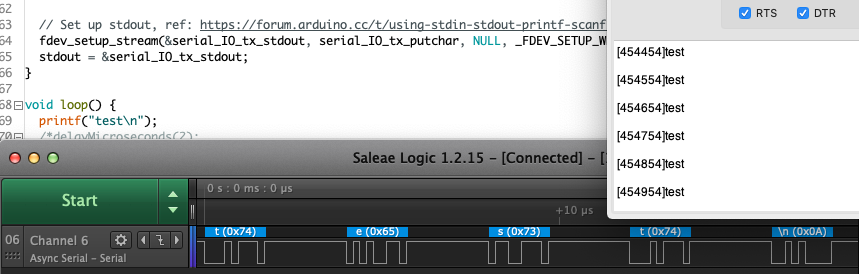 62
63 // Set up stdout, ref: https://forum.arduino.cc/t/using-stdin-stdout-printf-scanf
64 fdev_setup_stream(&serial_IO_tx_stdout, serial_IO_tx_putchar, NULL, _FDEV_SETUP_W
65 stdout = &serial_IO_tx_stdout;
66 }
67
68 void loop() {
69 printf("test\n");
70 /*delayMicroseconds(2);
RTS DTR
[454454]test
[454554]test
[454654]test
[454754]test
[454854]test
[454954]test
Saleae Logic 1.2.15 - [Connected] - [
Start
0 s : 0 ms : 0 µs
+10 µs
06 Channel 6
Async Serial - Serial
t (0x74) e (0x65) s (0x73) t (0x74) \n (0x0A)